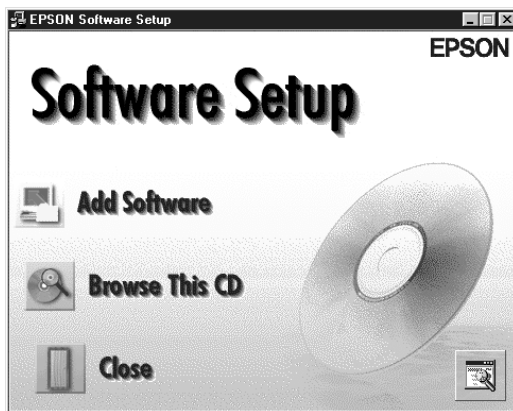 EPSON Software Setup
EPSON
Software Setup
Add Software
Browse This CD
Close